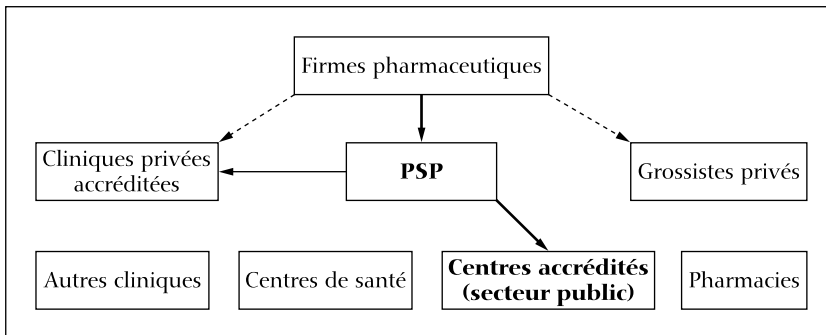 Firmes pharmaceutiques
Cliniques privées
accréditées
PSP
Grossistes privés
Autres cliniques
Centres de santé
Centres accrédités
(secteur public)
Pharmacies